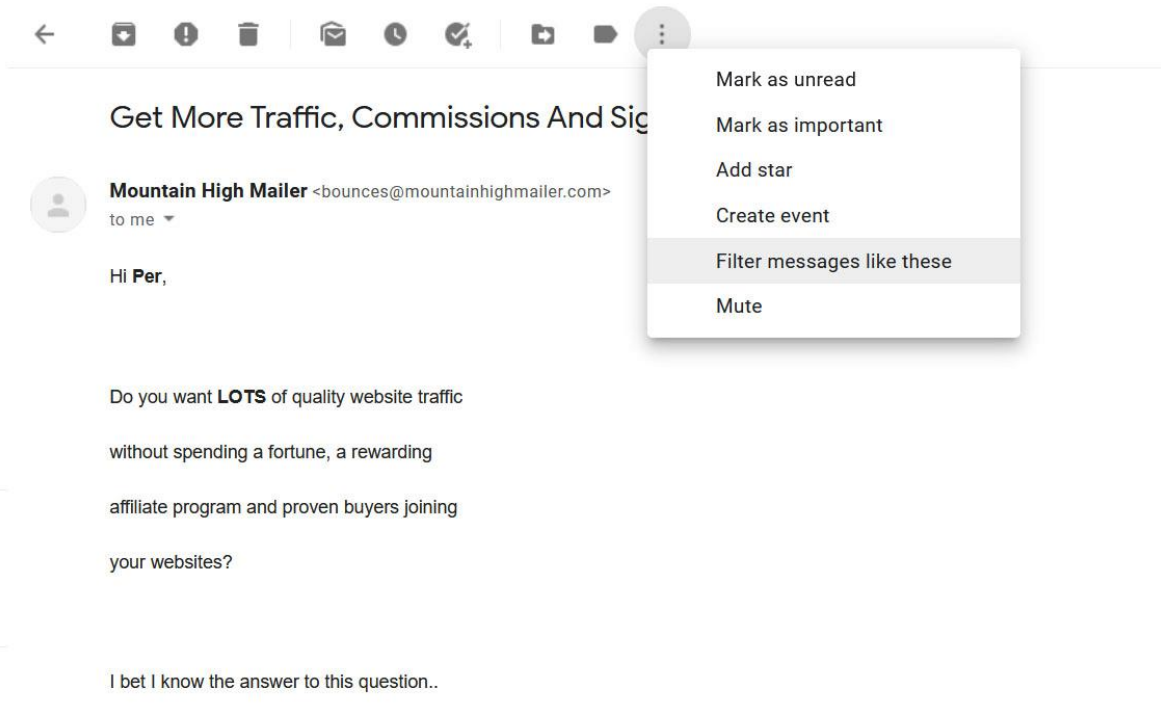 Mark as unread
Get More Traffic, Commissions And Sig
Mark as important
Add star
Mountain High Mailer <bounces@mountainhighmailer.com>
to me
Create event
Filter messages like these
Hi Per,
Mute
Do you want LOTS of quality website traffic
without spending a fortune, a rewarding
affiliate program and proven buyers joining
your websites?
I bet I know the answer to this question..